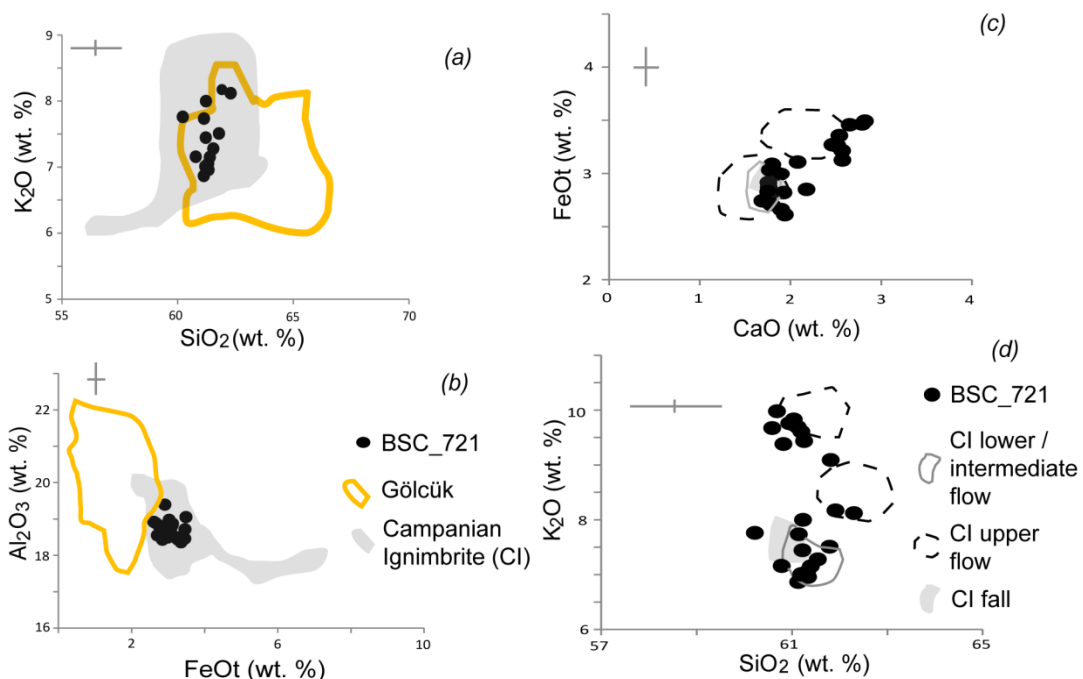 (a)
9
8
7
6
5
K₂O (wt. %)
55
60
65
70
SiO₂ (wt. %)
(c)
5
4
3
2
FeOt (wt. %)
0
1
2
3
4
CaO (wt. %)
(b)
22
20
18
16
Al₂O₃ (wt. %)
2
6
10
FeOt (wt. %)
BSC_721
Gölcük
Campanian
Ignimbrite (CI)
(d)
10
8
6
K₂O (wt. %)
57
61
65
SiO₂ (wt. %)
BSC_721
CI lower /
intermediate
flow
CI upper
flow
CI fall